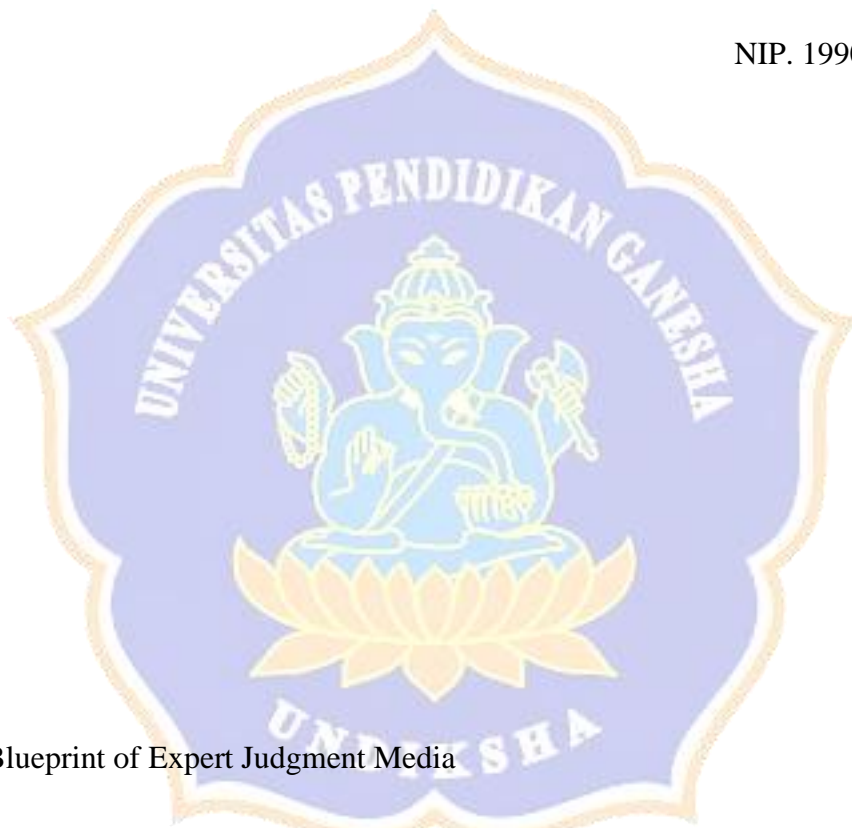 NIP. 199
UNIVERSITAS PENDIDIKAN GANESHA
Blueprint of Expert Judgment Media
UNDIKSHA